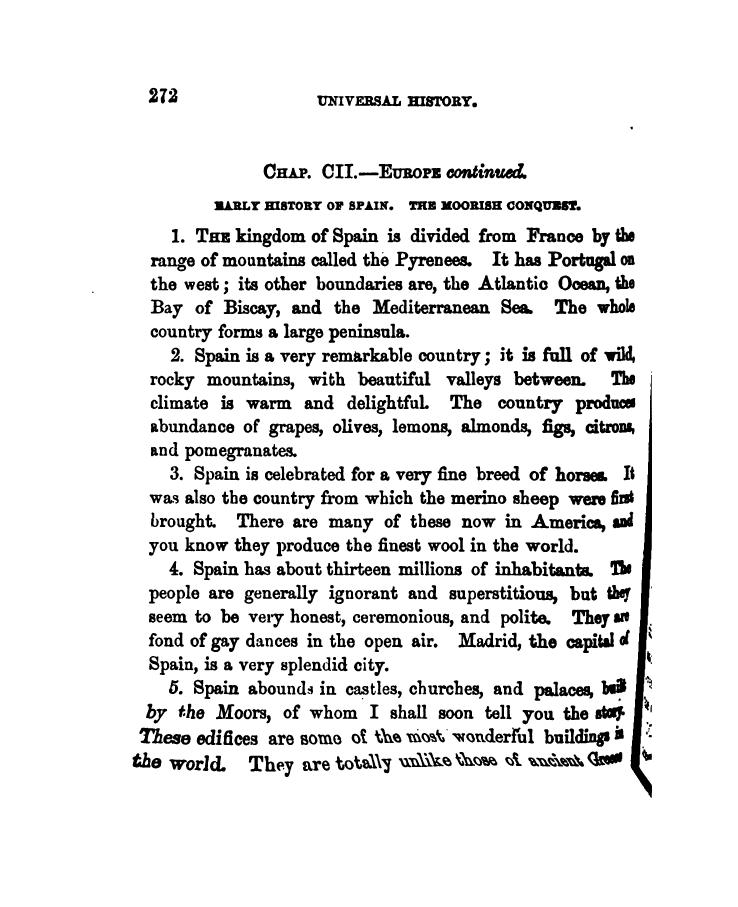 272
UNIVERSAL HISTORY.
CHAP. CII.—EUROPE continued.
EARLY HISTORY OF SPAIN. THE MOORISH CONQUEST.
1. THE kingdom of Spain is divided from France by the
range of mountains called the Pyrenees. It has Portugal on
the west; its other boundaries are, the Atlantic Ocean, the
Bay of Biscay, and the Mediterranean Sea. The whole
country forms a large peninsula.
2. Spain is a very remarkable country; it is full of wild,
rocky mountains, with beautiful valleys between. The
climate is warm and delightful. The country produces
abundance of grapes, olives, lemons, almonds, figs, citrons,
and pomegranates.
3. Spain is celebrated for a very fine breed of horses. It
was also the country from which the merino sheep were first
brought. There are many of these now in America, and
you know they produce the finest wool in the world.
4. Spain has about thirteen millions of inhabitants. The
people are generally ignorant and superstitious, but they
seem to be very honest, ceremonious, and polite. They are
fond of gay dances in the open air. Madrid, the capital of
Spain, is a very splendid city.
5. Spain abounds in castles, churches, and palaces, built
by the Moors, of whom I shall soon tell you the story.
These edifices are some of the most wonderful buildings in
the world. They are totally unlike those of ancient Greece